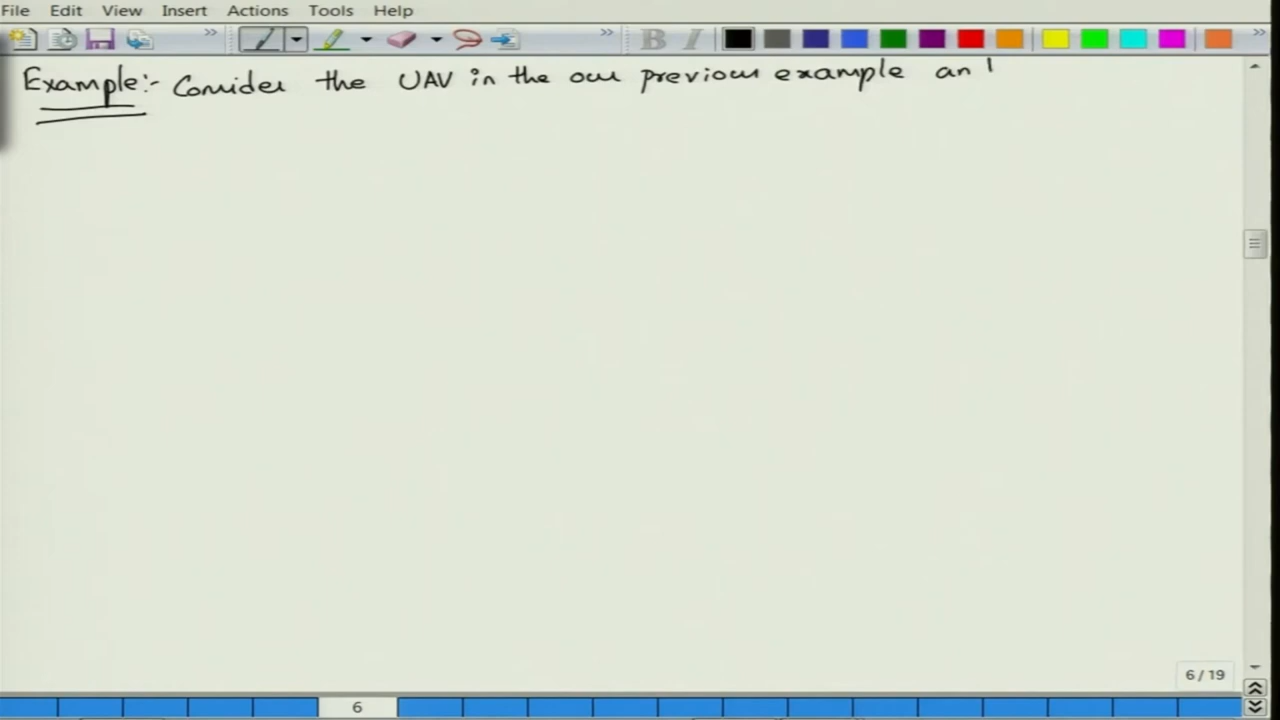 File Edit View Insert Actions Tools Help
B I
Example:- Consider the UAV in the our previous example an
6 / 19
6